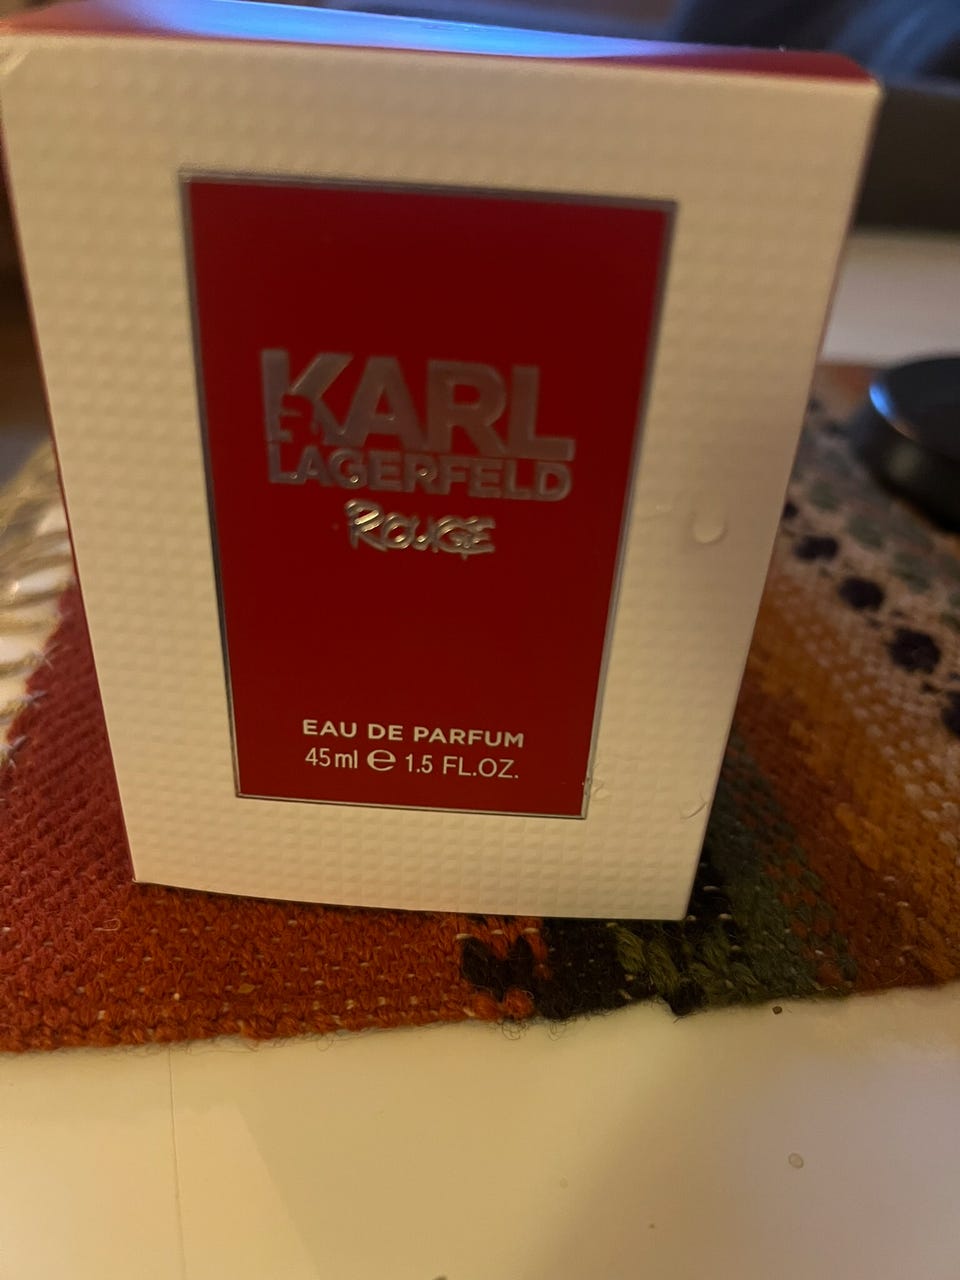 KARL
LAGERFELD
ROUGE
EAU DE PARFUM
45ml ℮ 1.5 FL.OZ.